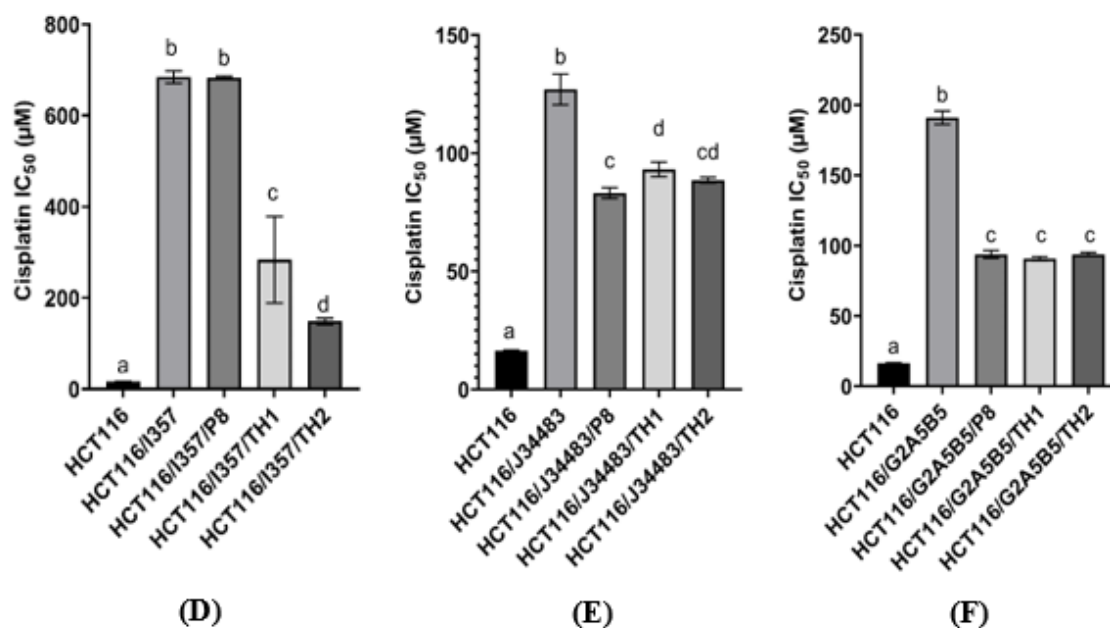 Cisplatin IC50 (µM)
800
600
400
200
0
a
b
b
c
d
HCT116
HCT116/I357
HCT116/I357/P8
HCT116/I357/TH1
HCT116/I357/TH2
(D)
Cisplatin IC50 (µM)
150
100
50
0
a
b
c
d
cd
HCT116
HCT116/J34483
HCT116/J34483/P8
HCT116/J34483/TH1
HCT116/J34483/TH2
(E)
Cisplatin IC50 (µM)
250
200
150
100
50
0
a
b
c
c
c
HCT116
HCT116/G2A5B5
HCT116/G2A5B5/P8
HCT116/G2A5B5/TH1
HCT116/G2A5B5/TH2
(F)